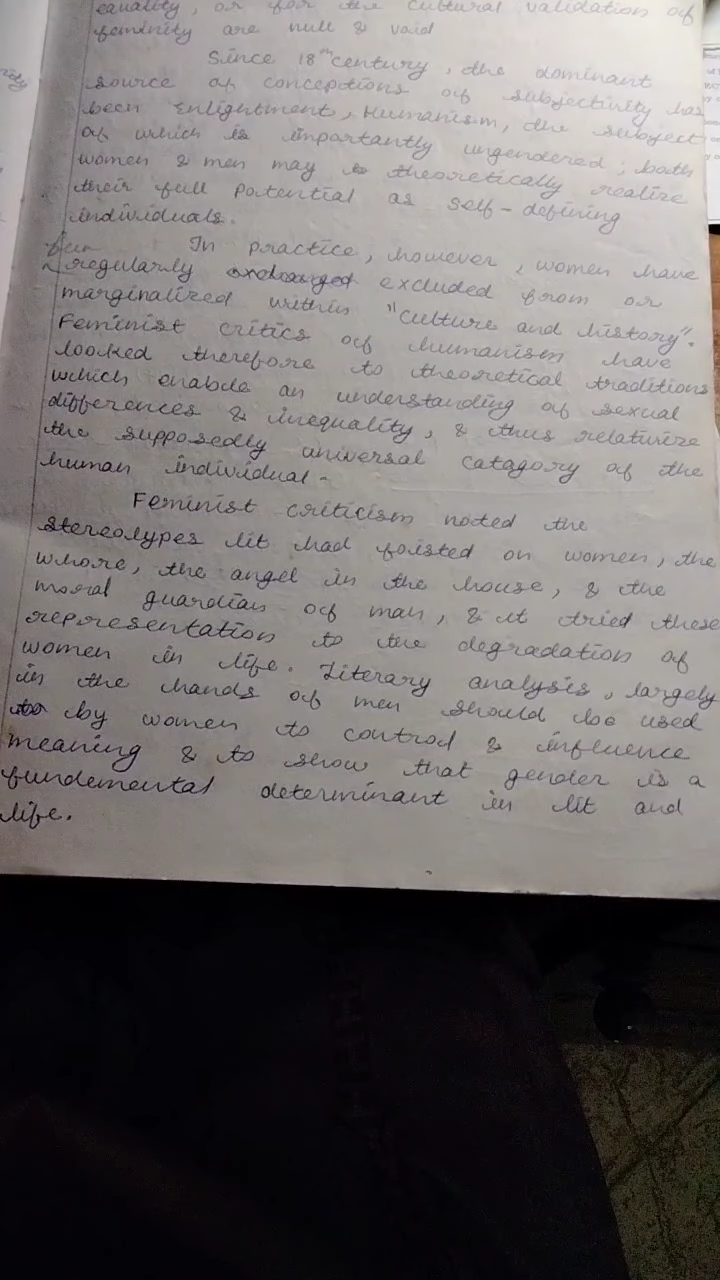 equality, or for the cultural validation of
feminity are null & void
Since 18th century, the dominant
source of conceptions of subjectivity has
been Enlightment, Humanism, the subject
of which is importantly ungendered; both
women & men may theoretically realize
their full potential as self-defining
individuals.
In practice, however, women have
regularly excluded from or
marginalized within "culture and history".
Feminist critics of humanism have
looked therefore to theoretical traditions
which enable an understanding of sexual
differences & inequality, & thus relativize
the supposedly universal catagory of the
human individual.
Feminist criticism noted the
stereotypes lit had foisted on women, the
whore, the angel in the house, & the
moral guardian of man, & it tried these
representation to the degradation of
women in life. Literary analysis, largely
in the hands of men should be used
by women to control & influence
meaning & to show that gender is a
fundemental determinant in lit and
life.